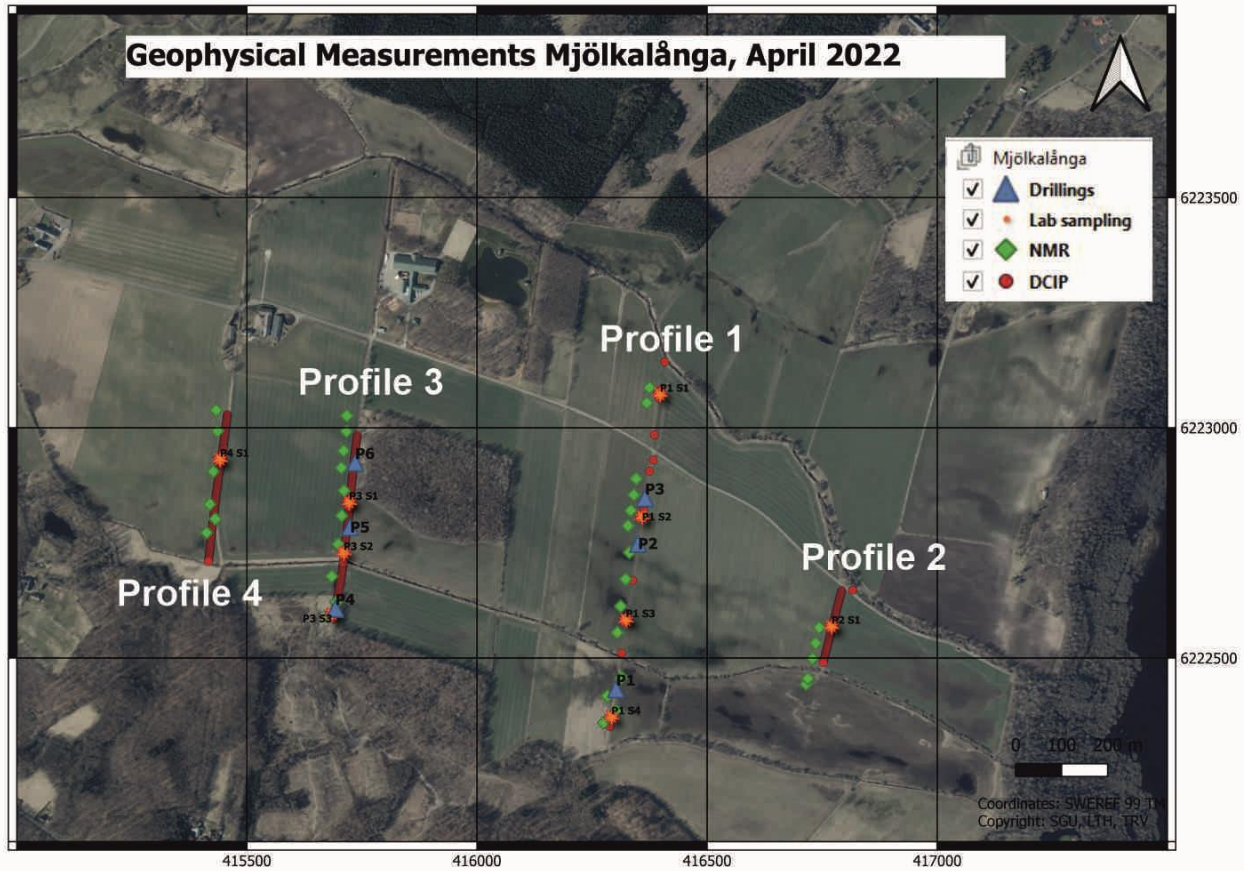 Geophysical Measurements Mjölkalånga, April 2022
Mjölkalånga
Drillings
Lab sampling
NMR
DCIP
6223500
Profile 1
Profile 3
P1 S1
6223000
P4 S1
P6
P3 S1
P3
P1 S2
P5
P2
P3 S2
Profile 2
Profile 4
P4
P3 S3
P1 S3
P2 S1
6222500
P1
P1 S4
0 100 200 m
Coordinates: SWEREF 99 TM
Copyright: SGU, LTH, TRV
415500 416000 416500 417000